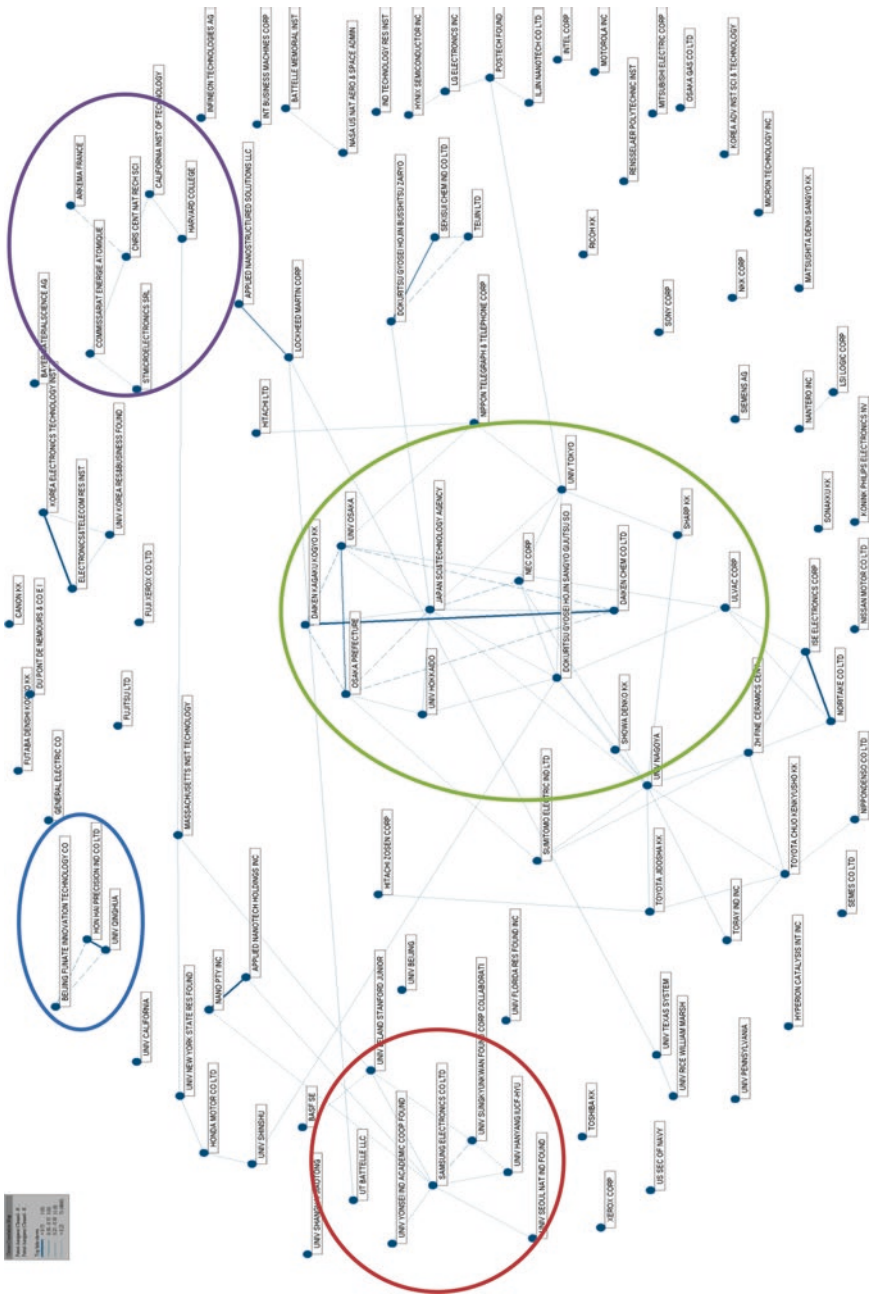 CANON KK
FUTABA DENSHI KOGYO KK
DU PONT DE NEMOURS & CO E I
GENERAL ELECTRIC CO
FUJITSU LTD
FUJI XEROX CO LTD
BEIJING FUNATE INNOVATION TECHNOLOGY CO
HON HAI PRECISION IND CO LTD
UNIV QINGHUA
UNIV CALIFORNIA
BAYER MATERIALSCIENCE AG
KOREA ELECTRONICS TECHNOLOGY INST
ELECTRONICS&TELECOM RES INST
UNIV KOREA RES&BUSINESS FOUND
ARKEMA FRANCE
COMMISSARIAT ENERGIE ATOMIQUE
CNRS CENT NAT RECH SCI
CALIFORNIA INST OF TECHNOLOGY
HARVARD COLLEGE
STMICROELECTRONICS SRL
MASSACHUSETTS INST TECHNOLOGY
UNIV NEW YORK STATE RES FOUND
HONDA MOTOR CO LTD
NANO PTY INC
APPLIED NANOTECH HOLDINGS INC
UNIV SHINSHU
INFINEON TECHNOLOGIES AG
APPLIED NANOSTRUCTURED SOLUTIONS LLC
LOCKHEED MARTIN CORP
INT BUSINESS MACHINES CORP
BATTELLE MEMORIAL INST
NASA US NAT AERO & SPACE ADMIN
HITACHI LTD
IND TECHNOLOGY RES INST
HYNIX SEMICONDUCTOR INC
LG ELECTRONICS INC
POSTECH FOUND
ILJIN NANOTECH CO LTD
INTEL CORP
MOTOROLA INC
DOKURITSU GYOSEI HOJIN BUSSHITSU ZAIRYO
SEKISUI CHEM IND CO LTD
TEIJIN LTD
NIPPON TELEGRAPH & TELEPHONE CORP
DAIKEN KAGAKU KOGYO KK
UNIV OSAKA
OSAKA PREFECTURE
JAPAN SCI&TECHNOLOGY AGENCY
UNIV HOKKAIDO
NEC CORP
UNIV TOKYO
DOKURITSU GYOSEI HOJIN SANGYO GIJUTSU SO
DAIKEN CHEM CO LTD
SHOWA DENKO KK
UNIV NAGOYA
SHARP KK
ULVAC CORP
BASF SE
UNIV SHANGHAI JIAOTONG
UT BATTELLE LLC
UNIV LELAND STANFORD JUNIOR
UNIV YONSEI IND ACADEMIC COOP FOUND
SAMSUNG ELECTRONICS CO LTD
UNIV SUNGKYUNKWAN FOUND CORP COLLABORATI
UNIV HANYANG IUCF-HYU
UNIV SEOUL NAT IND FOUND
HITACHI ZOSEN CORP
UNIV BEIJING
UNIV FLORIDA RES FOUND INC
SUMITOMO ELECTRIC IND LTD
TOSHIBA KK
XEROX CORP
US SEC OF NAVY
UNIV TEXAS SYSTEM
UNIV RICE WILLIAM MARSH
UNIV PENNSYLVANIA
TOYOTA JIDOSHA KK
TORAY IND INC
TOYOTA CHUO KENKYUSHO KK
HYPERION CATALYSIS INT INC
SEMES CO LTD
NIPPONDENSO CO LTD
ZH FINE CERAMICS CENT
ISE ELECTRONICS CORP
NORITAKE CO LTD
NISSAN MOTOR CO LTD
SONAKKU KK
KONINK PHILIPS ELECTRONICS NV
NANTERO INC
LSI LOGIC CORP
SIEMENS AG
SONY CORP
RICOH KK
NKK CORP
RENSSELAER POLYTECHNIC INST
MITSUBISHI ELECTRIC CORP
OSAKA GAS CO LTD
KOREA ADV INST SCI & TECHNOLOGY
MICRON TECHNOLOGY INC
MATSUSHITA DENKI SANGYO KK